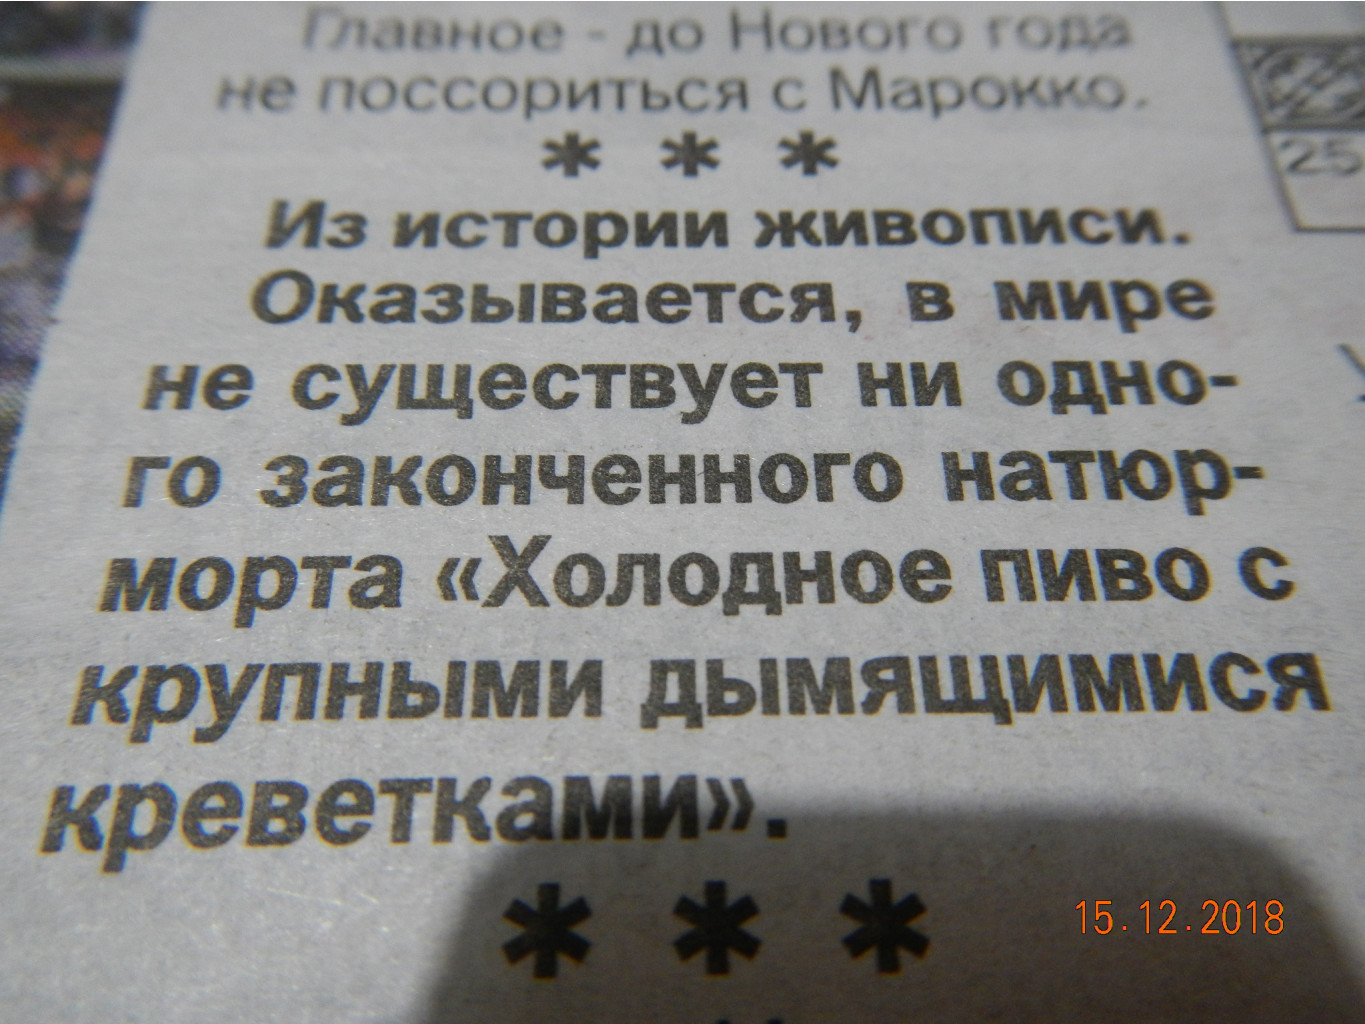 Главное - до Нового года
не поссориться с Марокко.
* * *
Из истории живописи.
Оказывается, в мире
не существует ни одно-
го законченного натюр-
морта «Холодное пиво с
крупными дымящимися
креветками».
* * *
25
15.12.2018